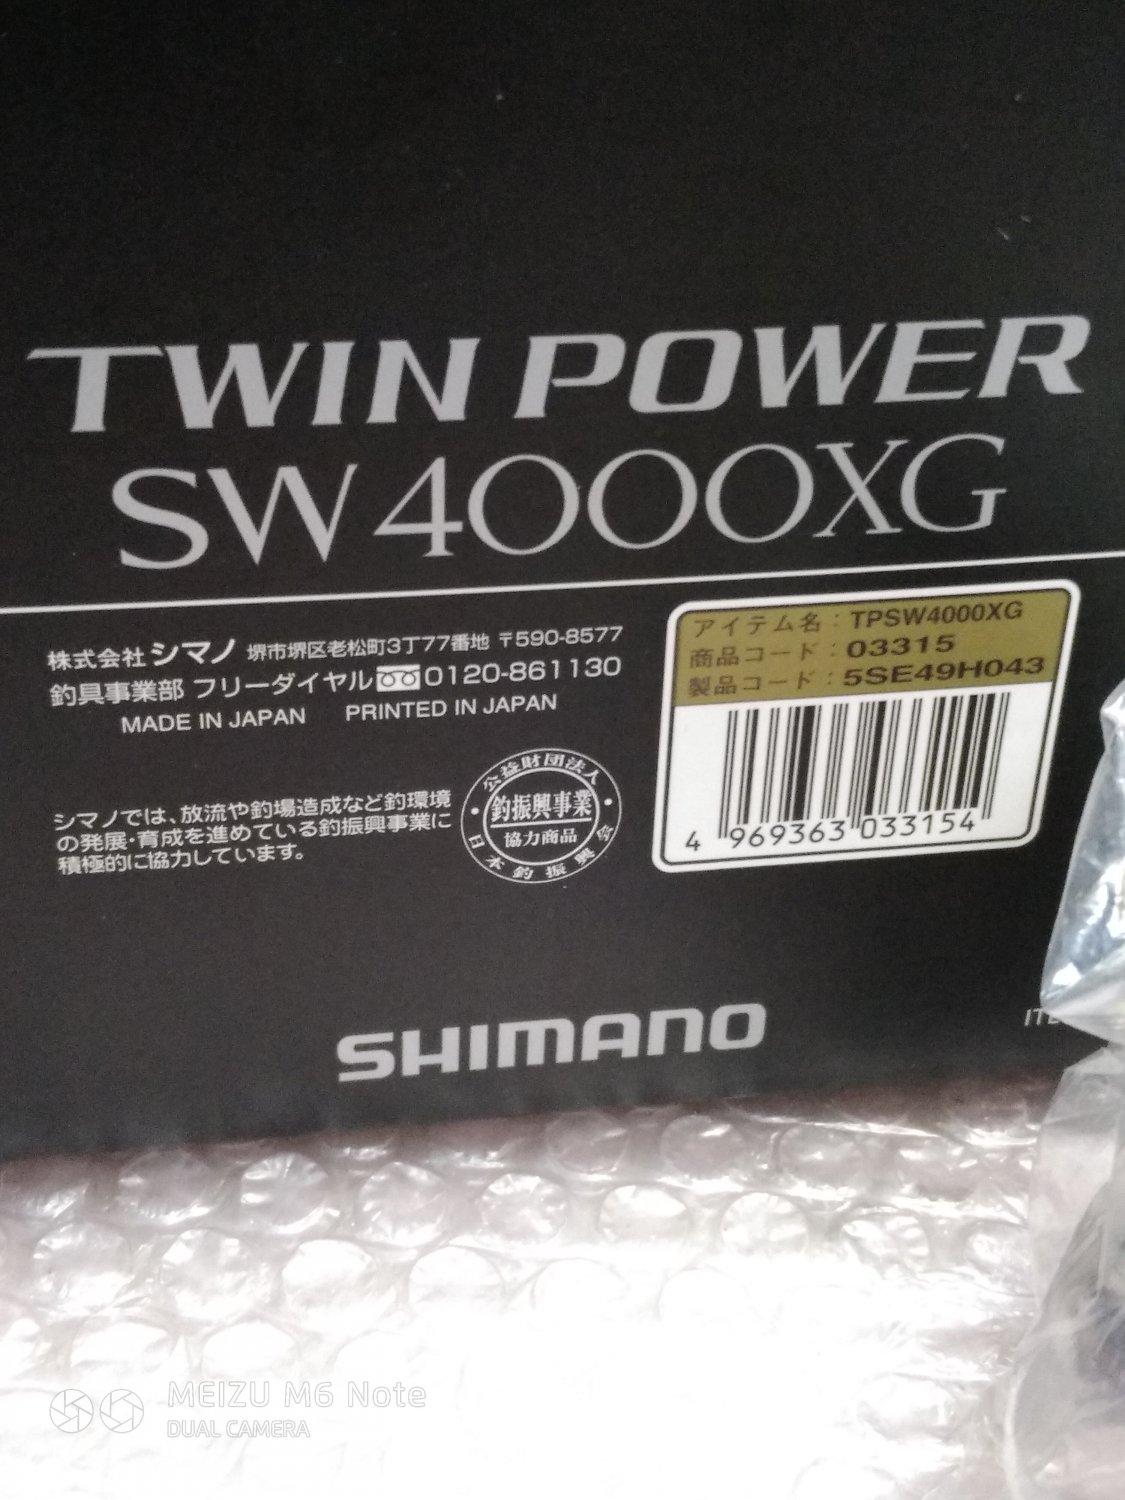 TWIN POWER
SW4000XG
株式会社シマノ 堺市堺区老松町3丁77番地 〒590-8577
釣具事業部 フリーダイヤル 0120-861130
MADE IN JAPAN PRINTED IN JAPAN
シマノでは、放流や釣場造成など釣環境
の発展・育成を進めている釣振興事業に
積極的に協力しています。
公益財団法人
釣振興事業
協力商品
日本釣振興会
アイテム名：TPSW4000XG
商品コード：03315
製品コード：5SE49H043
4 969363 033154
SHIMANO
MEIZU M6 Note
DUAL CAMERA